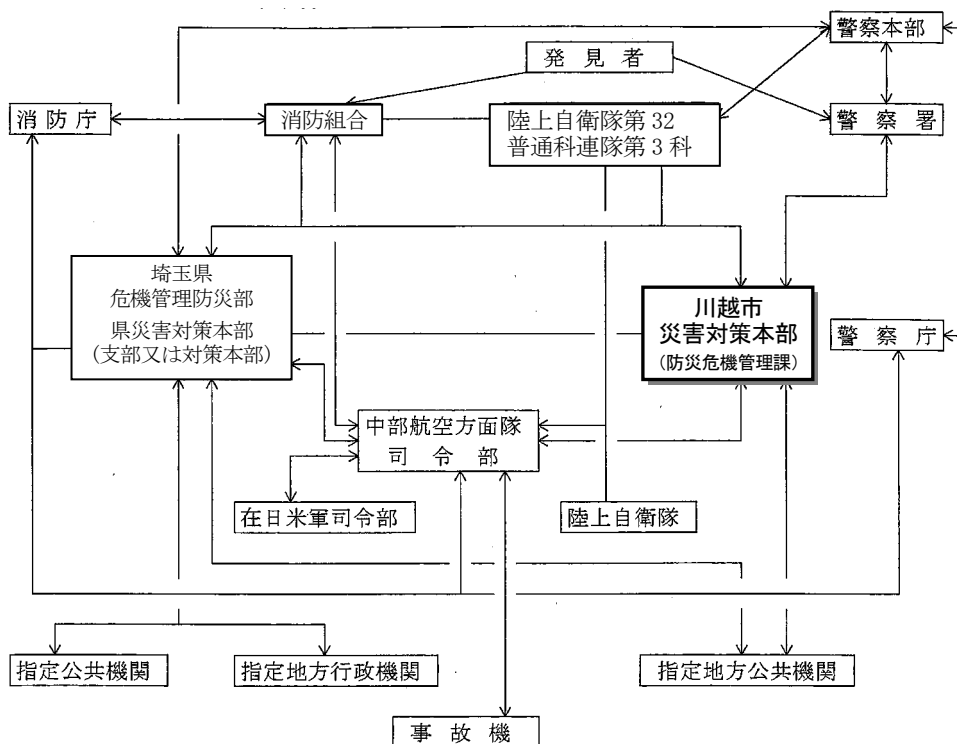 警察本部
発見者
消防庁
消防組合
陸上自衛隊第32
普通科連隊第3科
警察署
埼玉県
危機管理防災部
県災害対策本部
(支部又は対策本部)
川越市
災害対策本部
(防災危機管理課)
警察庁
中部航空方面隊
司令部
在日米軍司令部
陸上自衛隊
指定公共機関
指定地方行政機関
指定地方公共機関
事故機